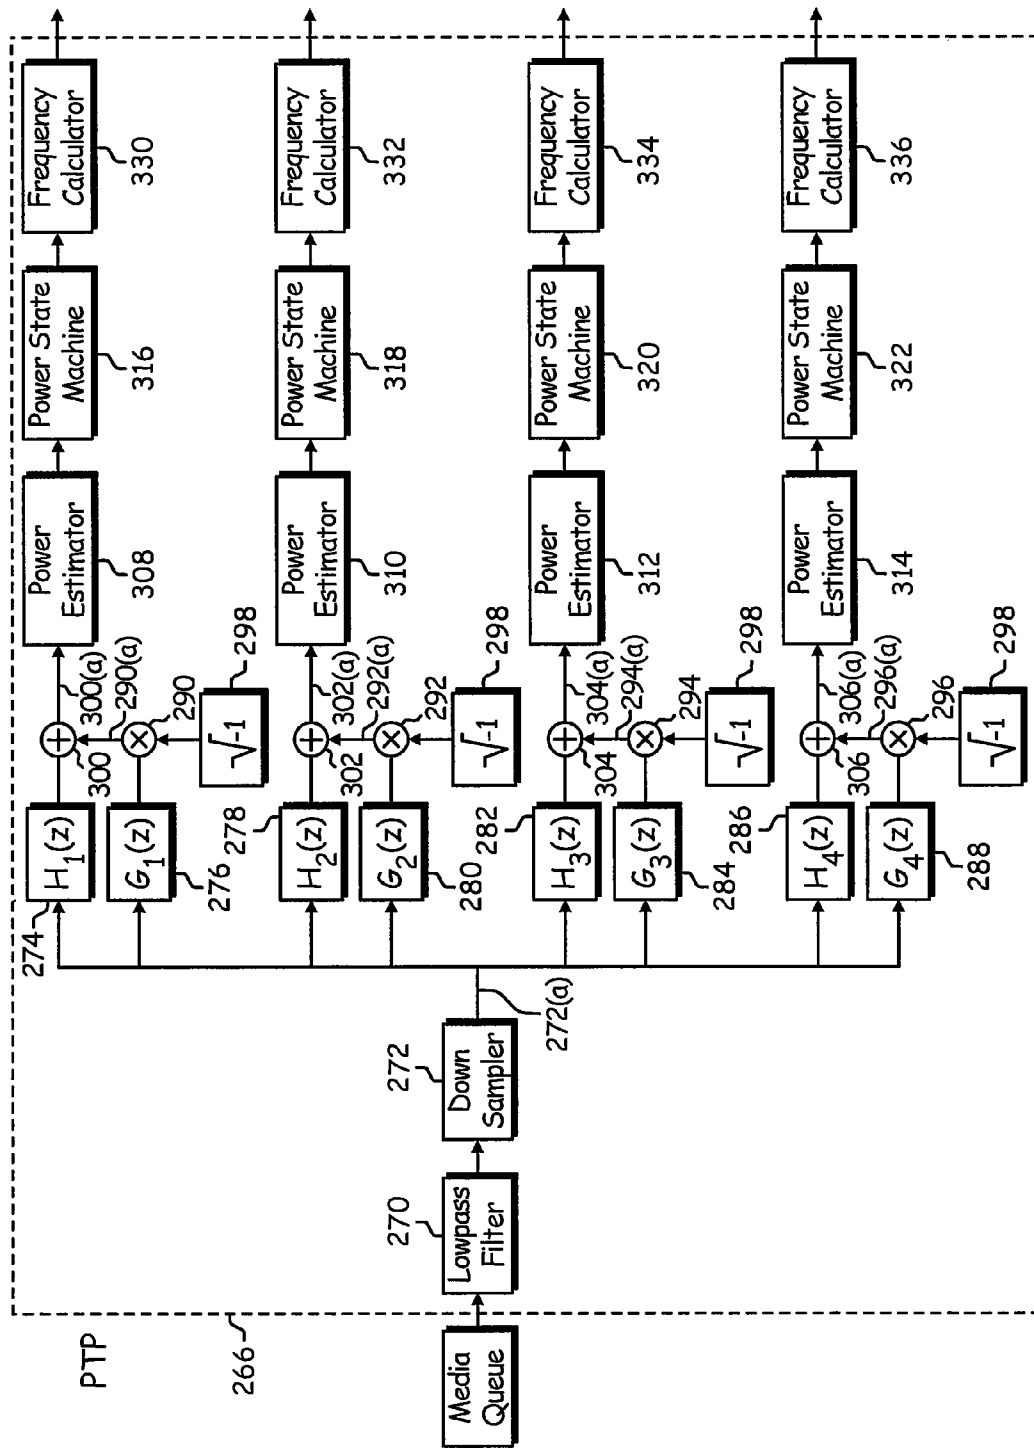 PTP
266
Media
Queue
270
Lowpass
Filter
272
Down
Sampler
272(a)
274
H1(z)
G1(z)
276
300
300(a)
290(a)
290
√-1
298
Power
Estimator
308
Power State
Machine
316
Frequency
Calculator
330
278
H2(z)
G2(z)
280
302
302(a)
292(a)
292
√-1
298
Power
Estimator
310
Power State
Machine
318
Frequency
Calculator
332
282
H3(z)
G3(z)
284
304
304(a)
294(a)
294
√-1
298
Power
Estimator
312
Power State
Machine
320
Frequency
Calculator
334
286
H4(z)
G4(z)
288
306
306(a)
296(a)
296
√-1
298
Power
Estimator
314
Power State
Machine
322
Frequency
Calculator
336